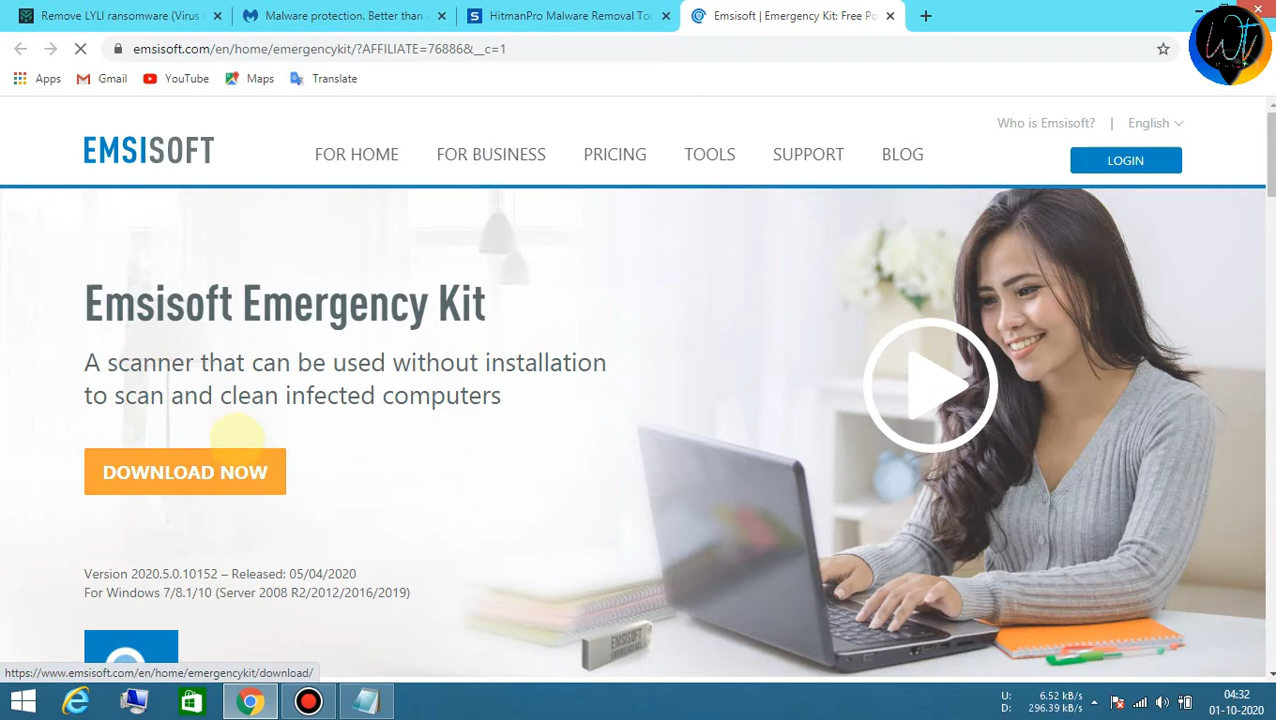 Remove LYLI ransomware (Virus
Malware protection. Better than
HitmanPro Malware Removal Too
Emsisoft | Emergency Kit: Free Po
emsisoft.com/en/home/emergencykit/?AFFILIATE=76886&__c=1
Apps Gmail YouTube Maps Translate
Who is Emsisoft? | English
EMSISOFT
FOR HOME FOR BUSINESS PRICING TOOLS SUPPORT BLOG
LOGIN
Emsisoft Emergency Kit
A scanner that can be used without installation
to scan and clean infected computers
DOWNLOAD NOW
Version 2020.5.0.10152 – Released: 05/04/2020
For Windows 7/8.1/10 (Server 2008 R2/2012/2016/2019)
EMSISOFT
https://www.emsisoft.com/en/home/emergencykit/download/
U: 6.52 kB/s
D: 296.39 kB/s
04:32
01-10-2020